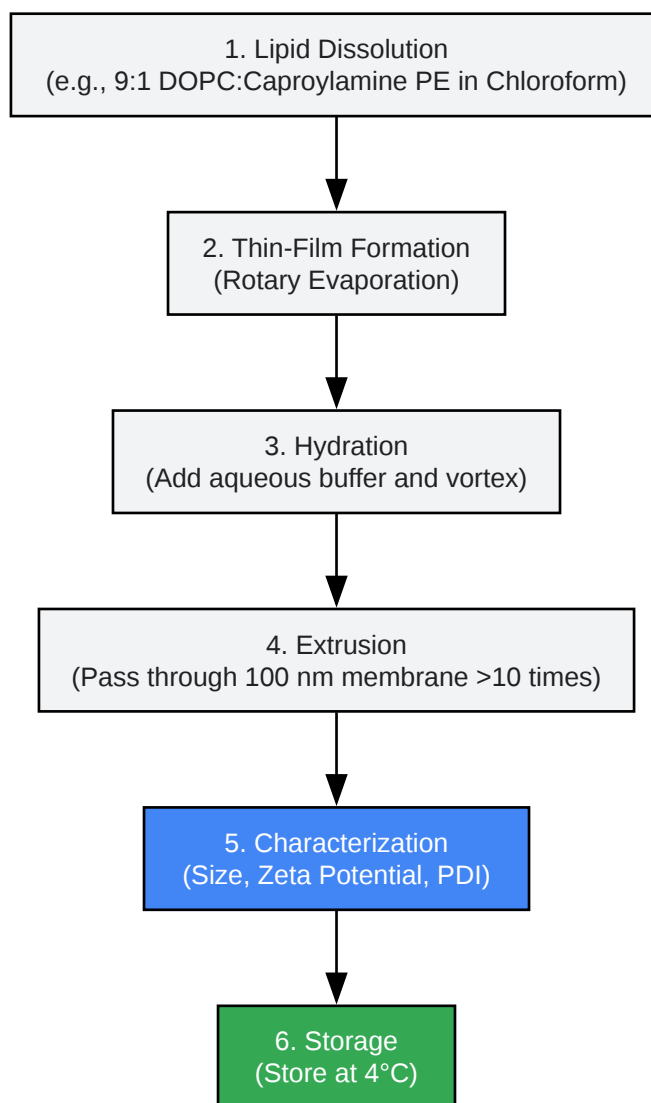 1. Lipid Dissolution
(e.g., 9:1 DOPC:Caproylamine PE in Chloroform)
2. Thin-Film Formation
(Rotary Evaporation)
3. Hydration
(Add aqueous buffer and vortex)
4. Extrusion
(Pass through 100 nm membrane >10 times)
5. Characterization
(Size, Zeta Potential, PDI)
6. Storage
(Store at 4°C)